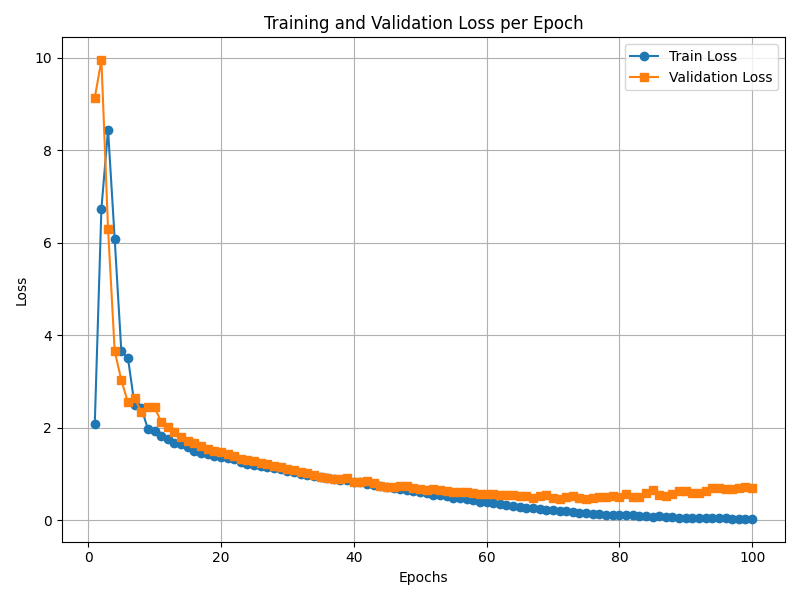 Training and Validation Loss per Epoch
Train Loss
Validation Loss
10
8
6
4
2
0
Loss
0 20 40 60 80 100
Epochs